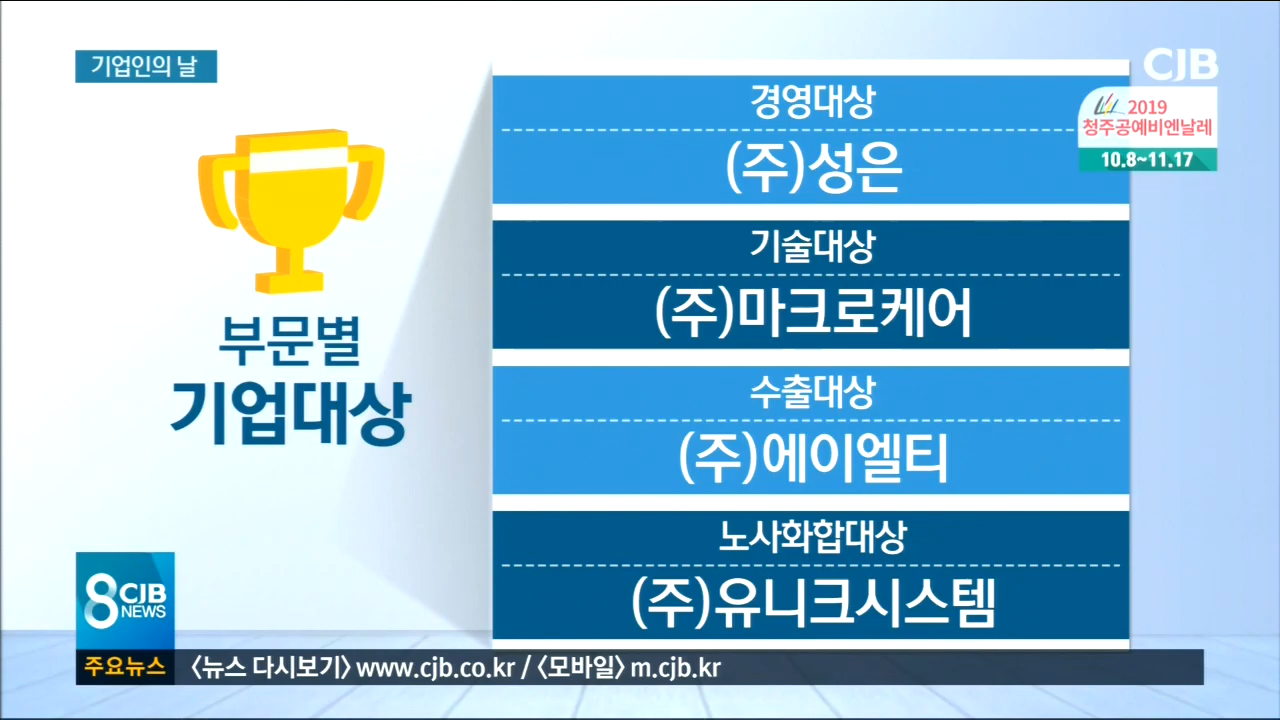 기업인의 날
CJB
2019
청주공예비엔날레
10.8~11.17
경영대상
(주)성은
기술대상
(주)마크로케어
수출대상
(주)에이엘티
노사화합대상
(주)유니크시스템
부문별
기업대상
8 CJB
NEWS
주요뉴스 〈뉴스 다시보기〉 www.cjb.co.kr / 〈모바일〉 m.cjb.kr